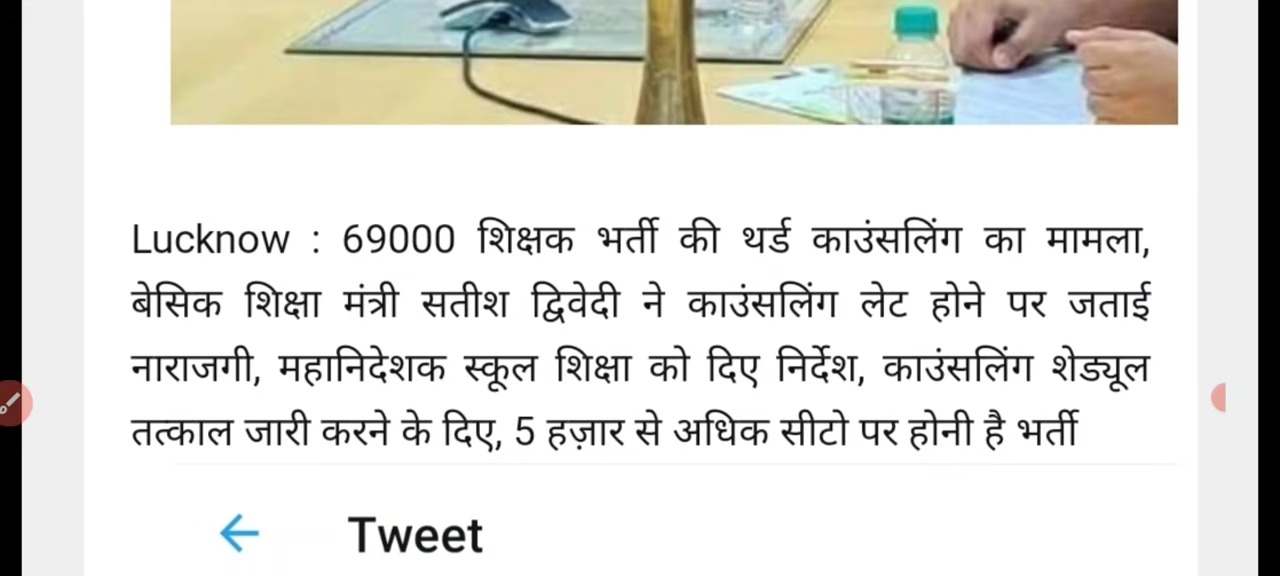 Lucknow : 69000 शिक्षक भर्ती की थर्ड काउंसलिंग का मामला,
बेसिक शिक्षा मंत्री सतीश द्विवेदी ने काउंसलिंग लेट होने पर जताई
नाराजगी, महानिदेशक स्कूल शिक्षा को दिए निर्देश, काउंसलिंग शेड्यूल
तत्काल जारी करने के दिए, 5 हज़ार से अधिक सीटो पर होनी है भर्ती
Tweet